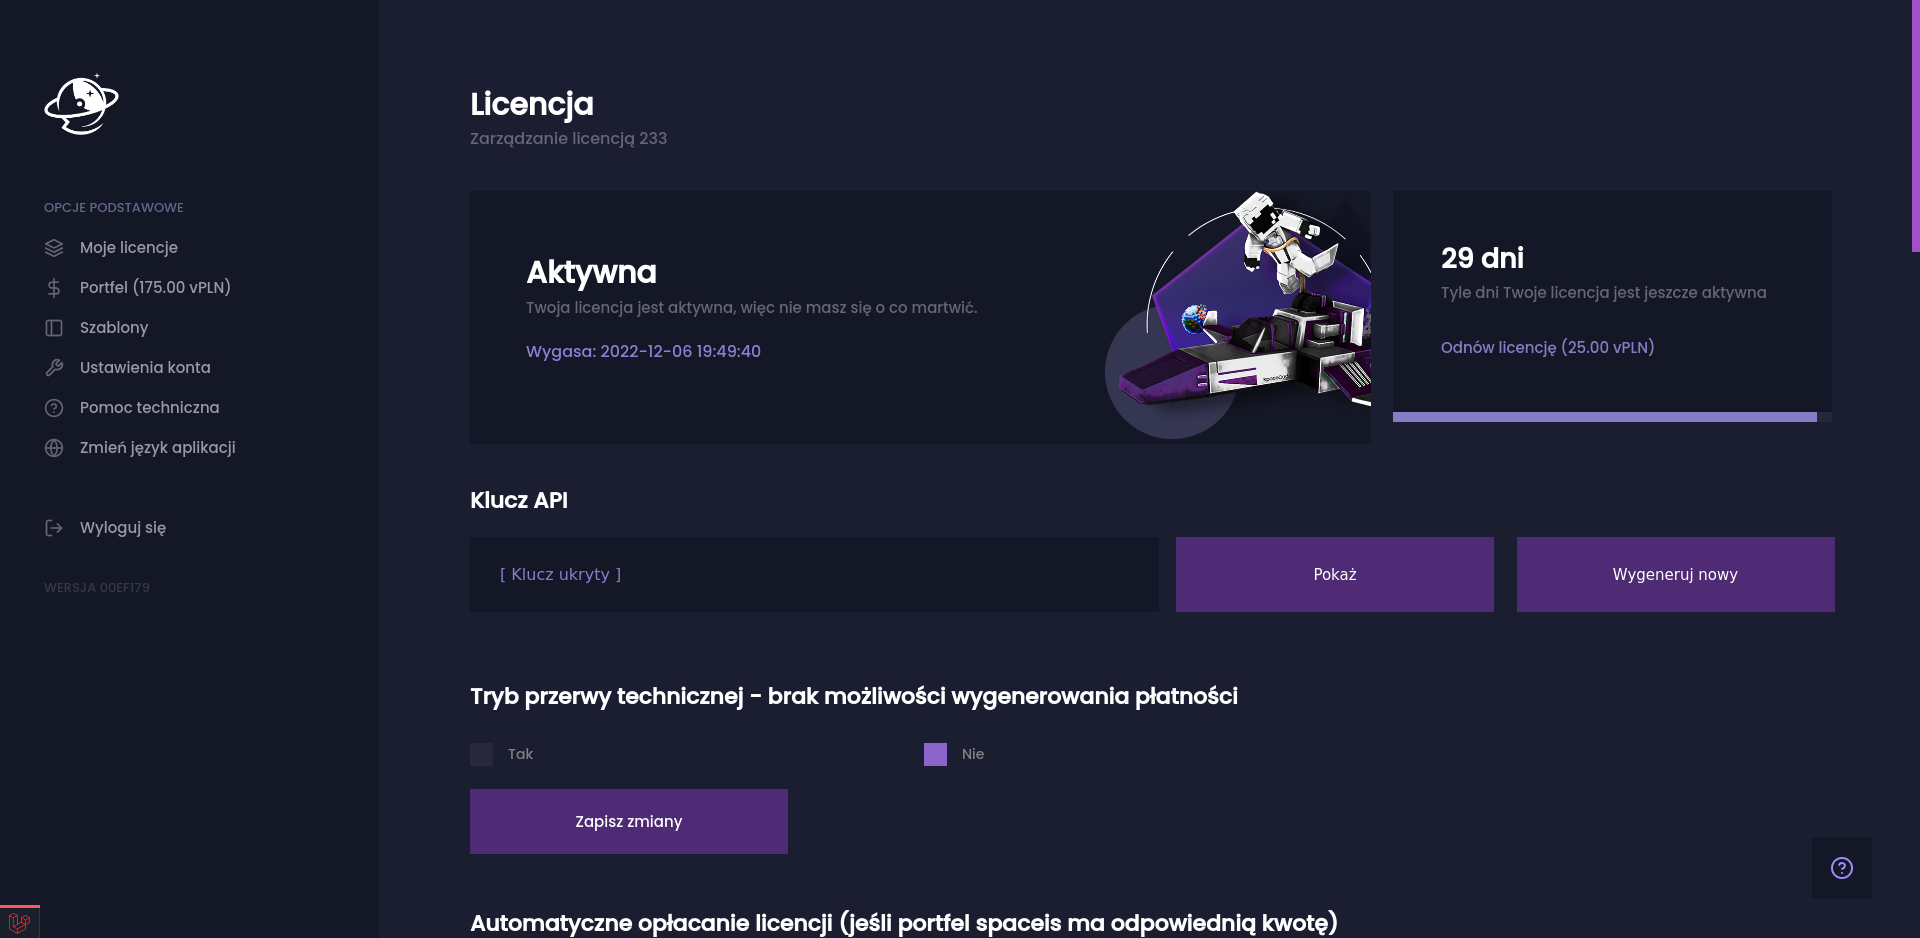 OPCJE PODSTAWOWE
Moje licencje
Portfel (175.00 vPLN)
Szablony
Ustawienia konta
Pomoc techniczna
Zmień język aplikacji
Wyloguj się
WERSJA 00EF179
Licencja
Zarządzanie licencją 233
Aktywna
Twoja licencja jest aktywna, więc nie masz się o co martwić.
Wygasa: 2022-12-06 19:49:40
29 dni
Tyle dni Twoje licencja jest jeszcze aktywna
Odnów licencję (25.00 vPLN)
Klucz API
[ Klucz ukryty ]
Pokaż
Wygeneruj nowy
Tryb przerwy technicznej - brak możliwości wygenerowania płatności
Tak
Nie
Zapisz zmiany
Automatyczne opłacanie licencji (jeśli portfel spaceis ma odpowiednią kwotę)